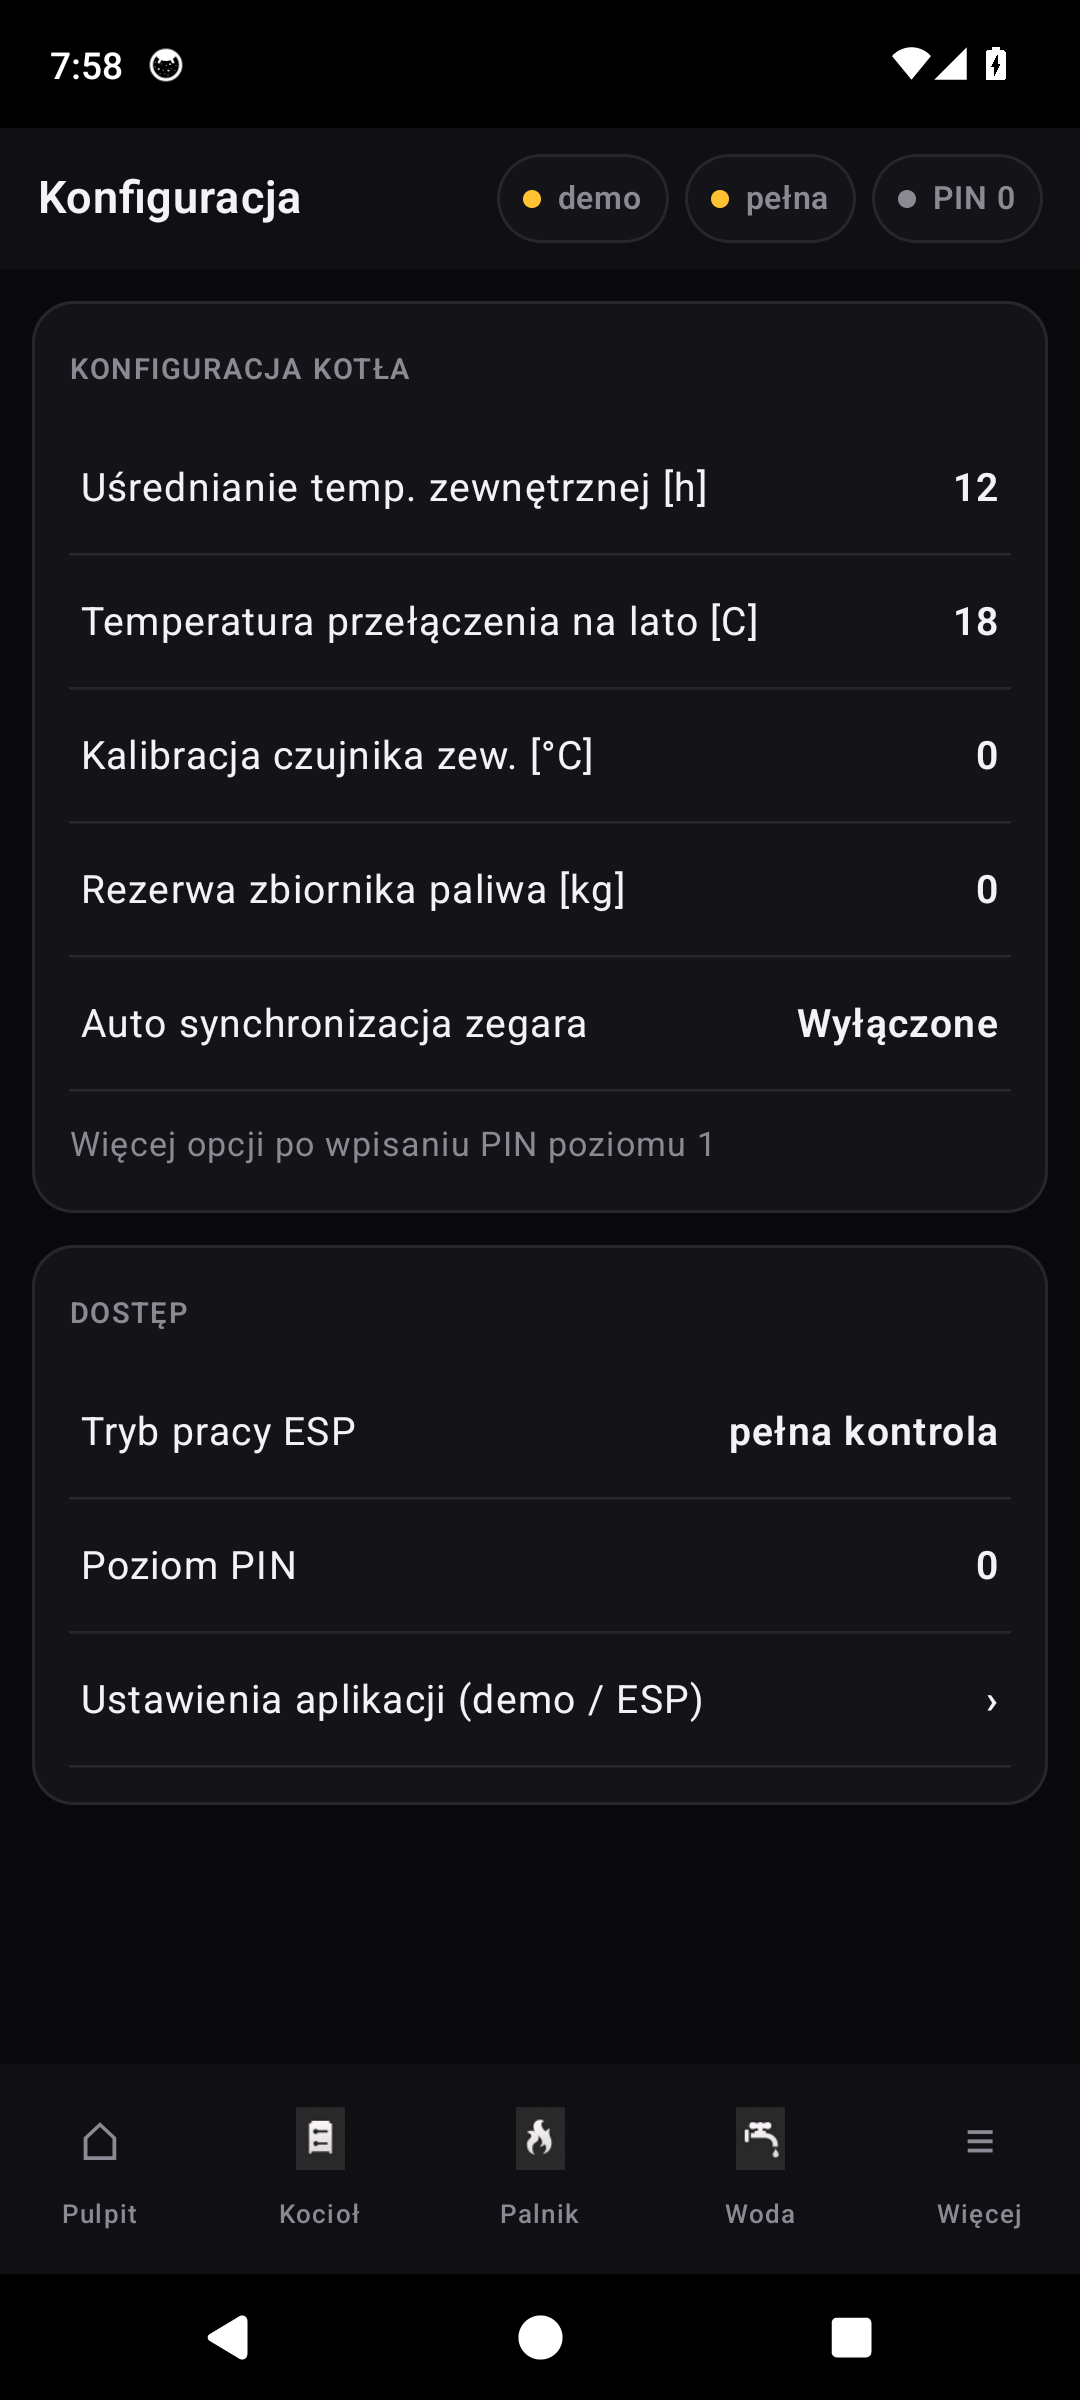 7:58
Konfiguracja
demo
pełna
PIN 0
KONFIGURACJA KOTŁA
Uśrednianie temp. zewnętrznej [h] 12
Temperatura przełączenia na lato [C] 18
Kalibracja czujnika zew. [°C] 0
Rezerwa zbiornika paliwa [kg] 0
Auto synchronizacja zegara Wyłączone
Więcej opcji po wpisaniu PIN poziomu 1
DOSTĘP
Tryb pracy ESP pełna kontrola
Poziom PIN 0
Ustawienia aplikacji (demo / ESP) ›
Pulpit
Kocioł
Palnik
Woda
Więcej